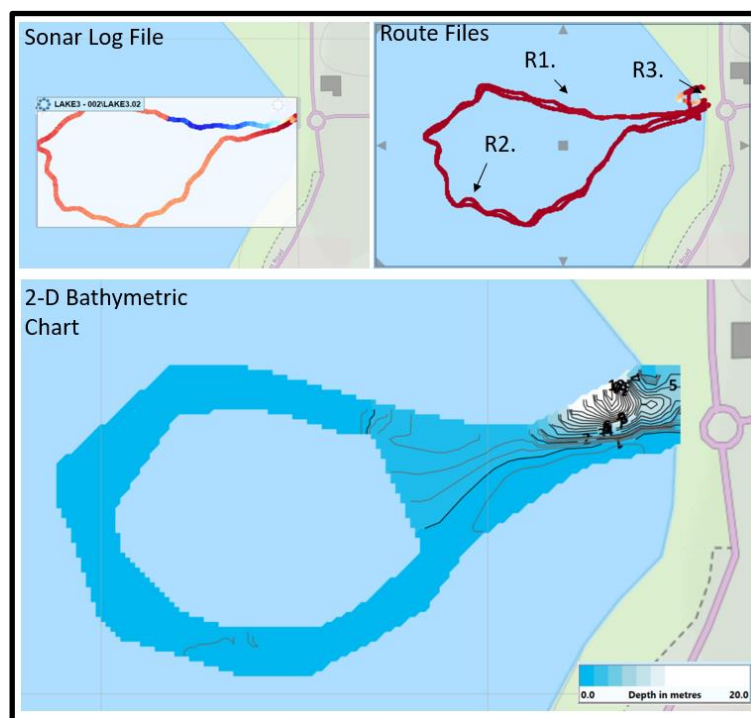 Sonar Log File
LAKE3 - 002\LAKE3.02
Route Files
R1.
R3.
R2.
2-D Bathymetric
Chart
5
2
0.0 Depth in metres 20.0